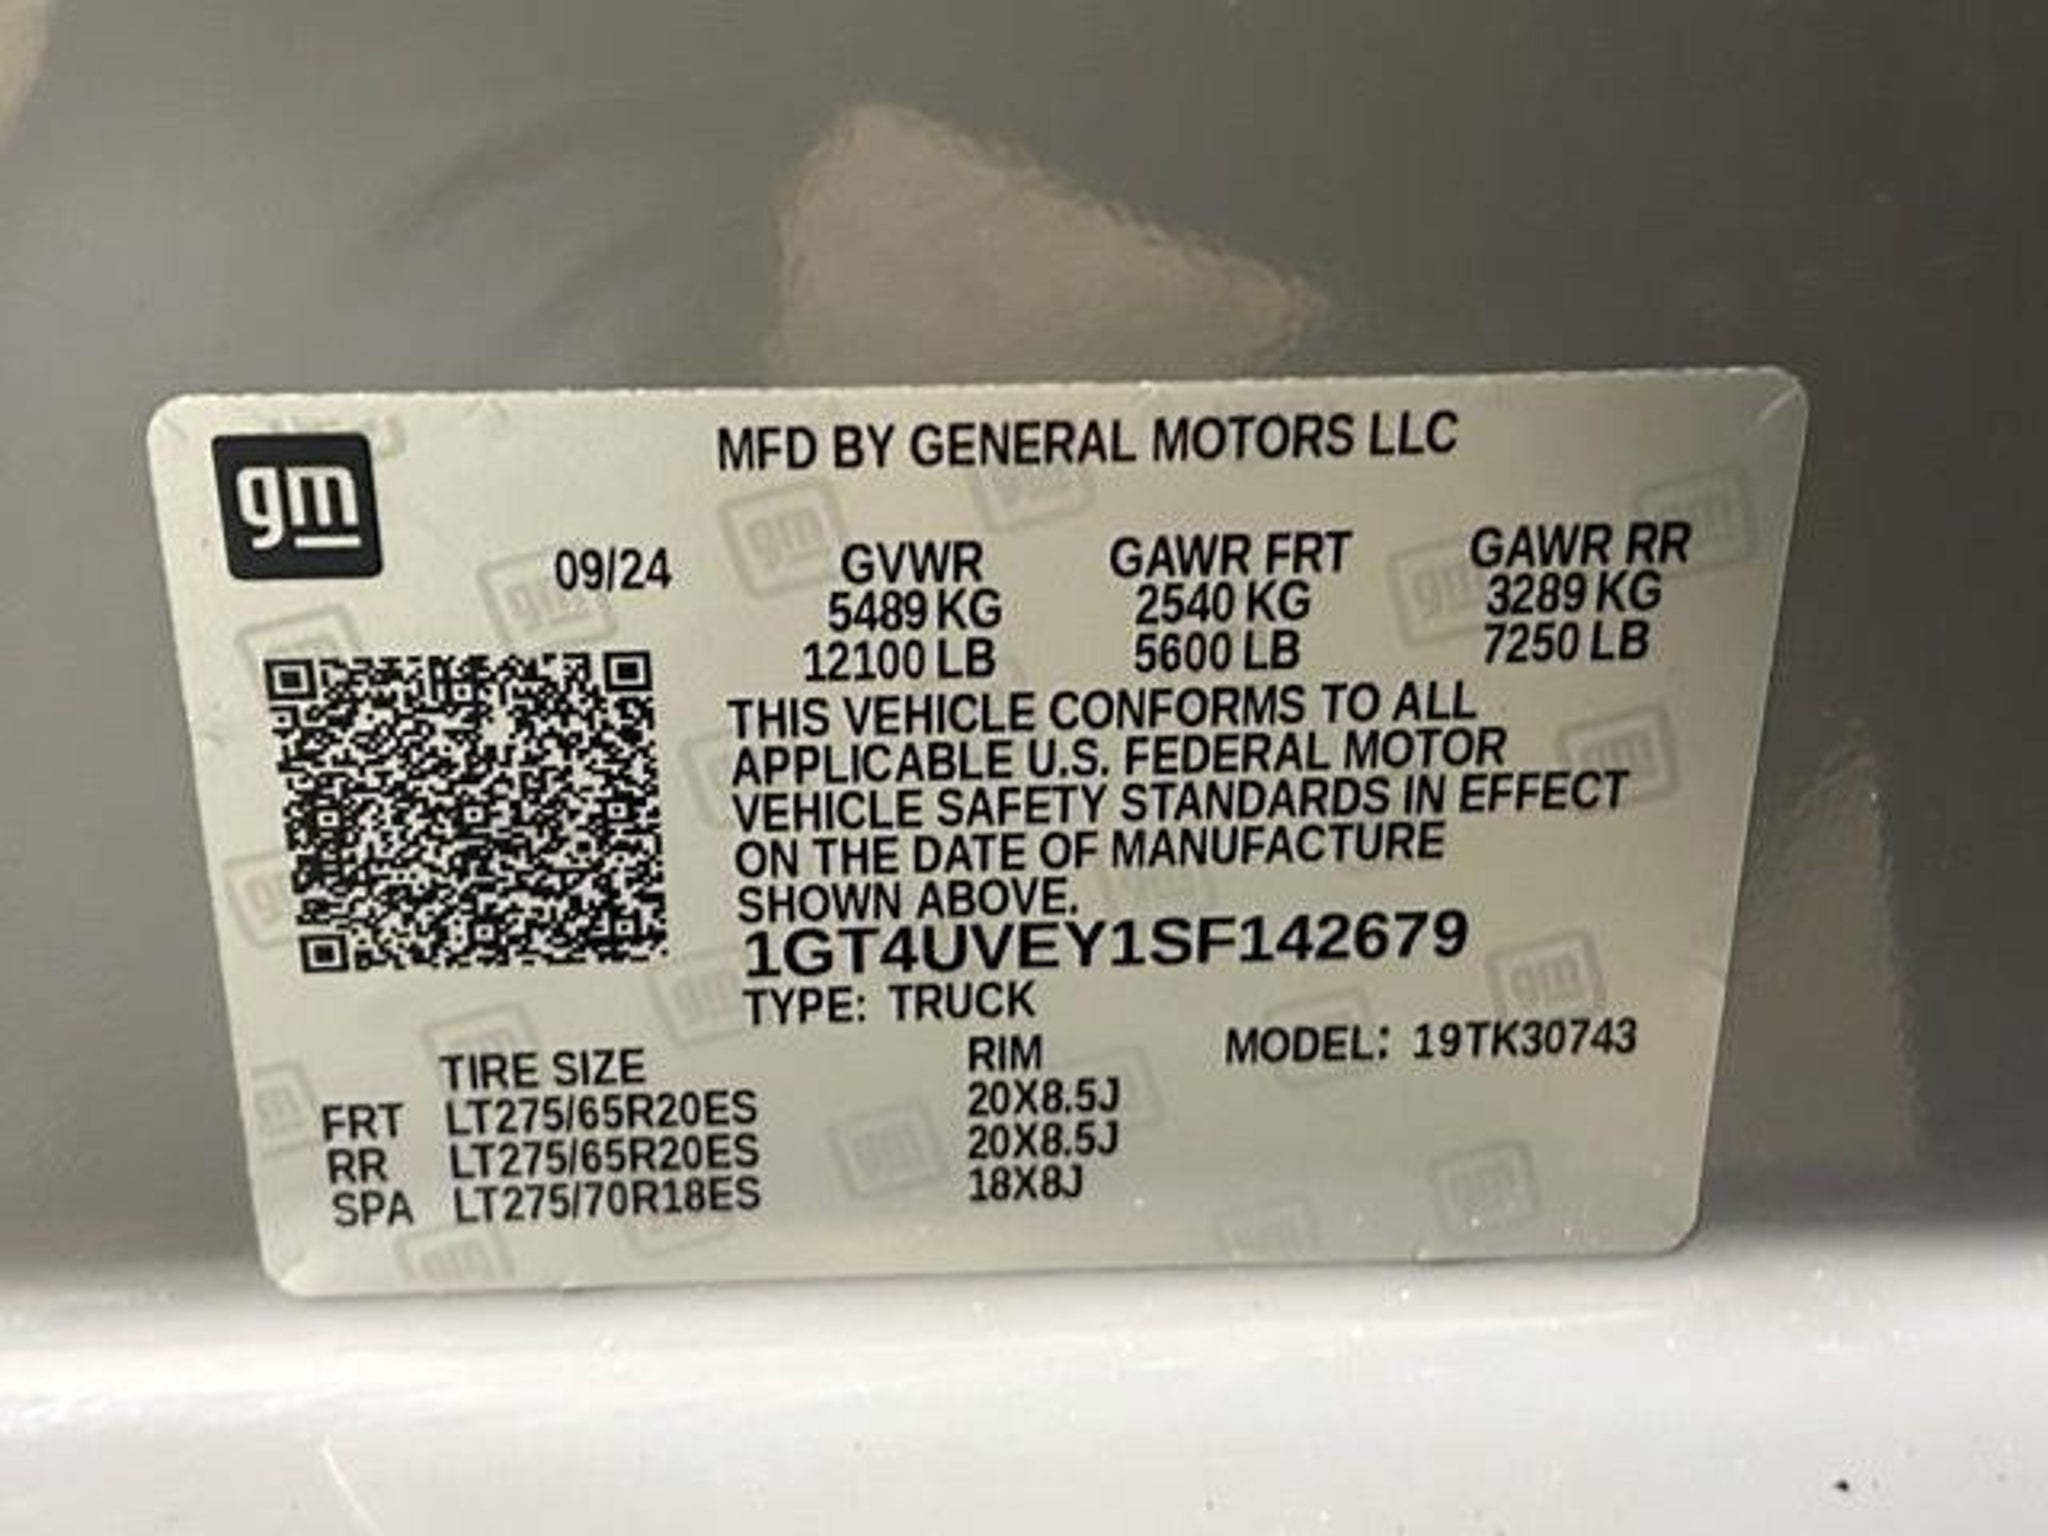 gm
MFD BY GENERAL MOTORS LLC
09/24 GVWR GAWR FRT GAWR RR
5489 KG 2540 KG 3289 KG
12100 LB 5600 LB 7250 LB
THIS VEHICLE CONFORMS TO ALL
APPLICABLE U.S. FEDERAL MOTOR
VEHICLE SAFETY STANDARDS IN EFFECT
ON THE DATE OF MANUFACTURE
SHOWN ABOVE.
1GT4UVEY1SF142679
TYPE: TRUCK
MODEL: 19TK30743
TIRE SIZE RIM
FRT LT275/65R20ES 20X8.5J
RR LT275/65R20ES 20X8.5J
SPA LT275/70R18ES 18X8J